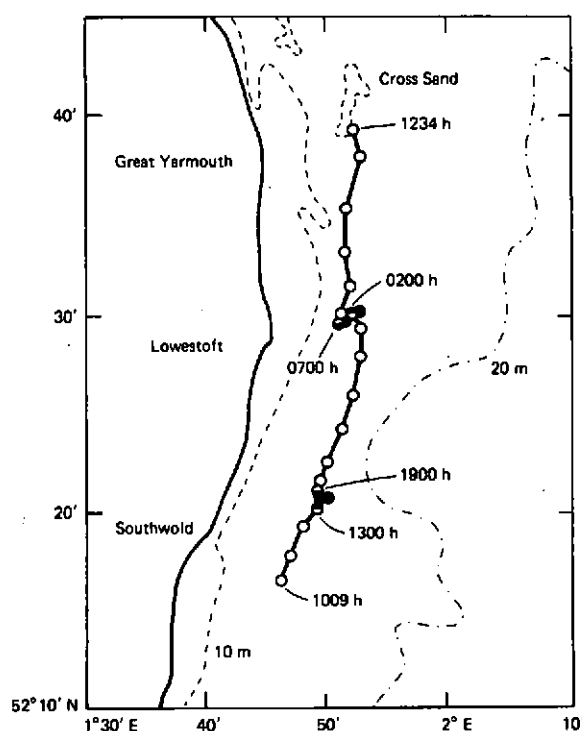 Cross Sand
40'
1234 h
Great Yarmouth
0200 h
30'
Lowestoft
0700 h
20 m
1900 h
20'
Southwold
1300 h
1009 h
10 m
52° 10' N
1° 30' E
40'
50'
2° E
10